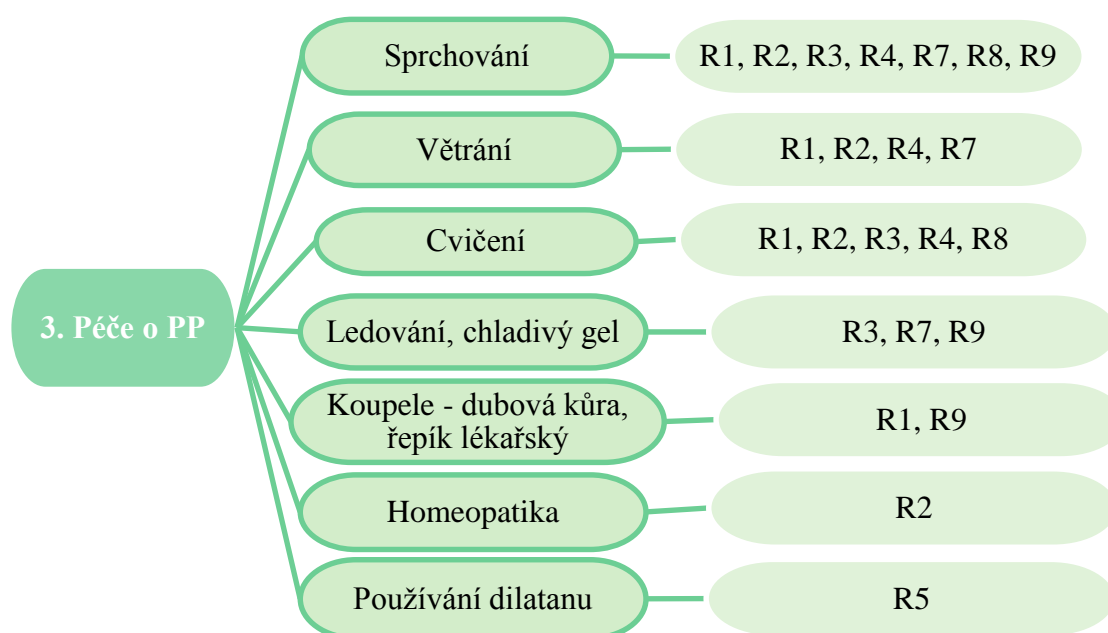 Sprchování
R1, R2, R3, R4, R7, R8, R9
Větrání
R1, R2, R4, R7
Cvičení
R1, R2, R3, R4, R8
3. Péče o PP
Ledování, chladivý gel
R3, R7, R9
Koupele - dubová kůra,
řepík lékařský
R1, R9
Homeopatika
R2
Používání dilatanu
R5